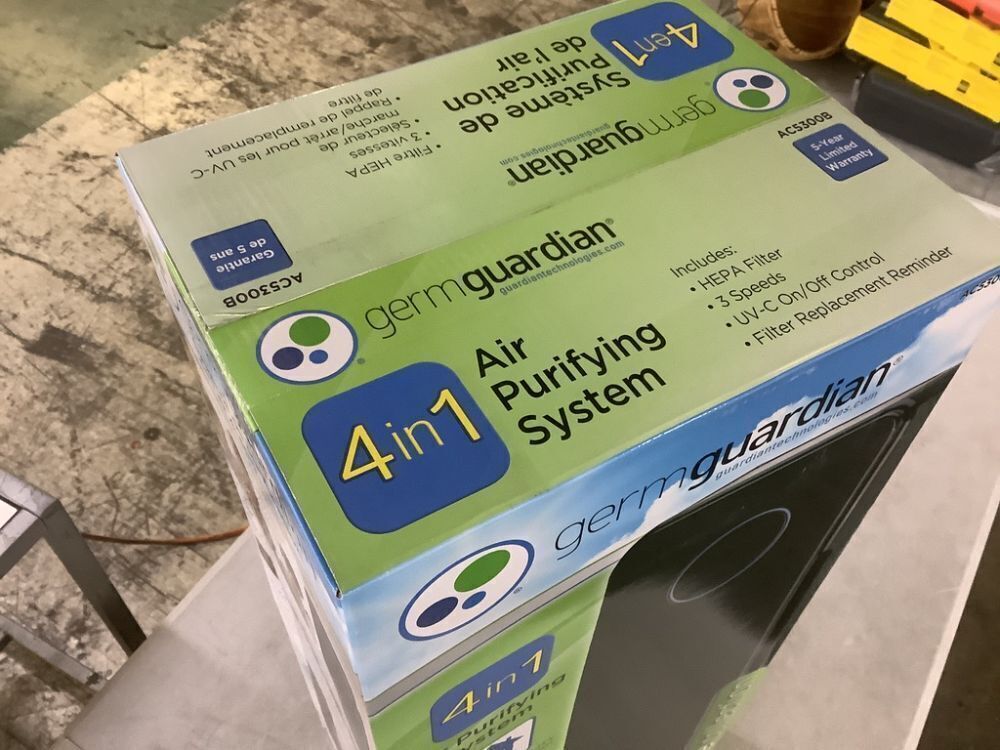 4en1
Système de
Purification
de l'air
• Filtre HEPA
• 3 Vitesses
• Sélecteur de
marche/arrêt pour les UV-C
• Rappel de remplacement
de filtre
germguardian®
guardiantechnologies.com
Garantie
de 5 ans
AC5300B
AC5300B
5-Year
Limited
Warranty
germguardian®
guardiantechnologies.com
4in1
Air
Purifying
System
Includes:
• HEPA Filter
• 3 Speeds
• UV-C On/Off Control
• Filter Replacement Reminder
germguardian®
guardiantechnologies.com
4in1
Purifying